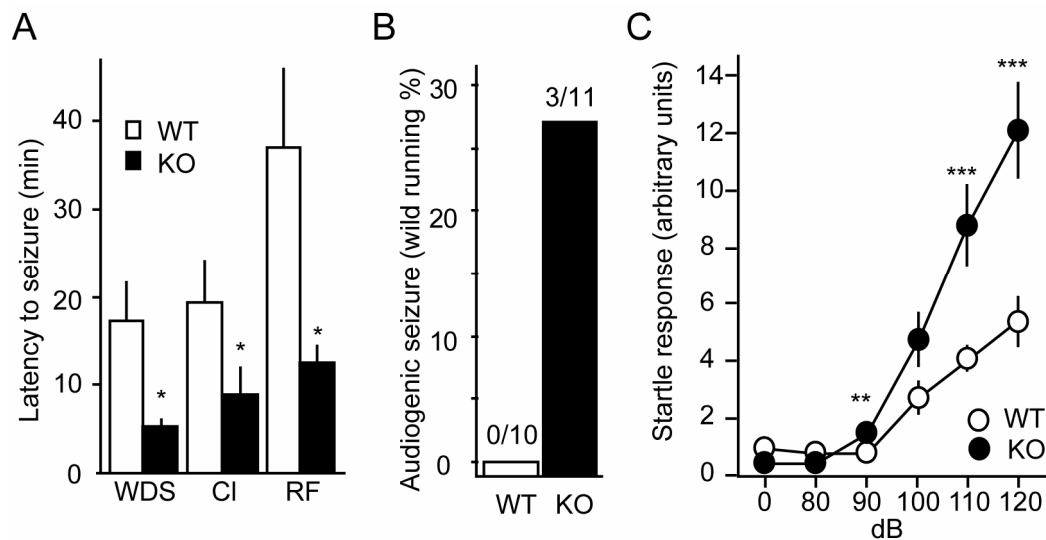 A
Latency to seizure (min)
40
30
20
10
0
WT
KO
*
*
*
WDS
CI
RF
B
Audiogenic seizure (wild running %)
30
20
10
0
3/11
0/10
WT
KO
C
Startle response (arbitrary units)
14
12
10
8
6
4
2
0
***
***
**
WT
KO
0
80
90
100
110
120
dB